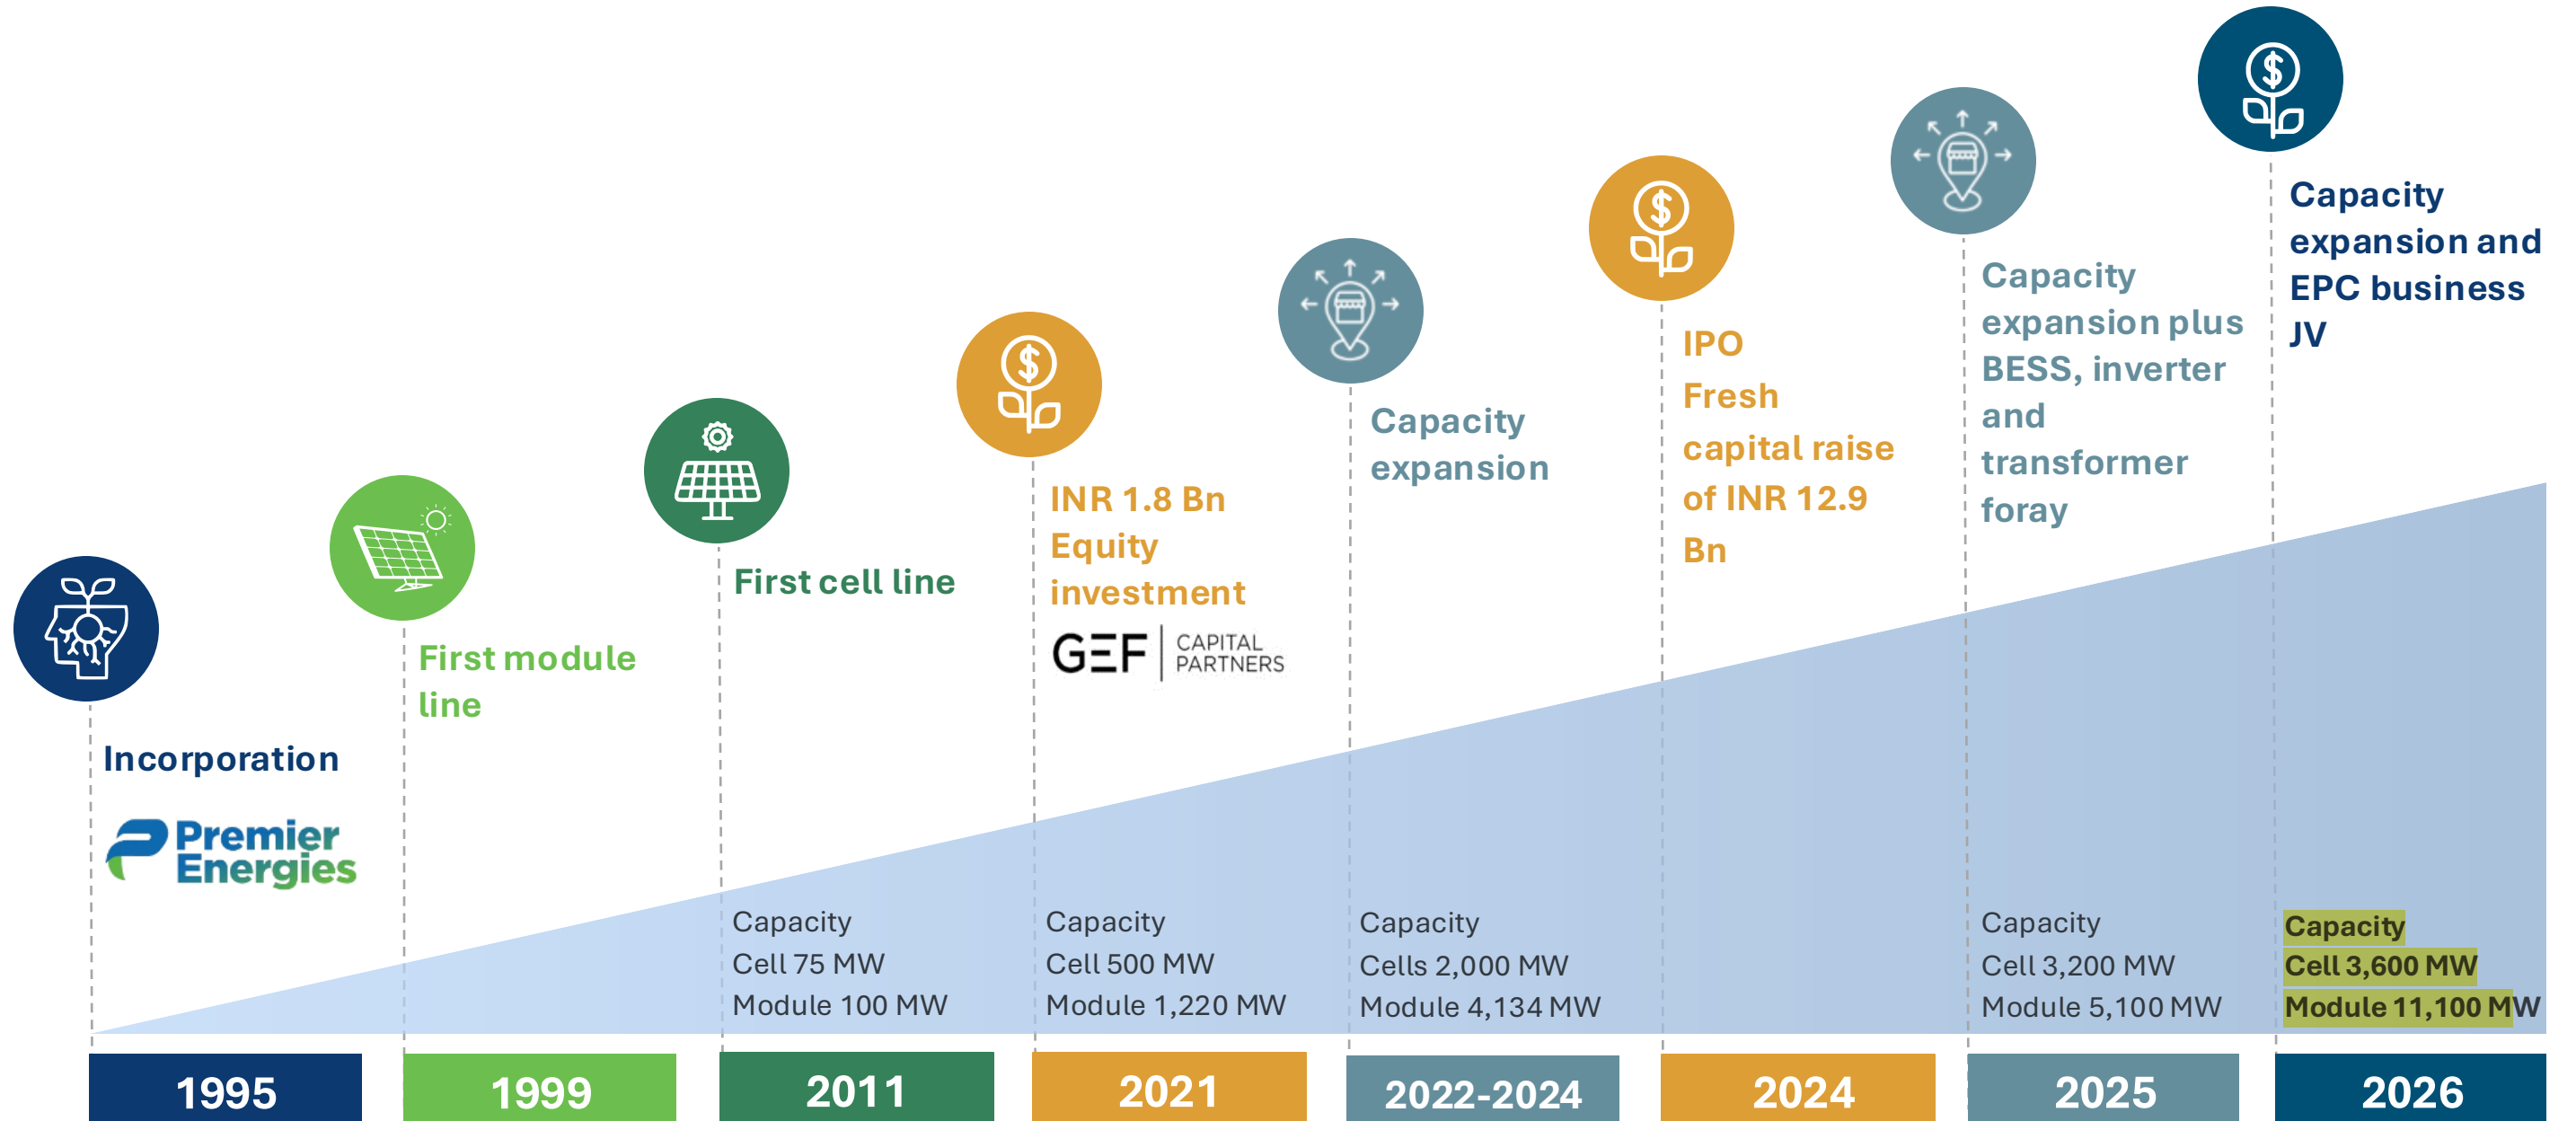 Incorporation
Premier
Energies
First module
line
First cell line
INR 1.8 Bn
Equity
investment
GEF
CAPITAL
PARTNERS
Capacity
expansion
IPO
Fresh
capital raise
of INR 12.9
Bn
Capacity
expansion plus
BESS, inverter
and
transformer
foray
Capacity
expansion and
EPC business
JV
Capacity
Cell 75 MW
Module 100 MW
Capacity
Cell 500 MW
Module 1,220 MW
Capacity
Cells 2,000 MW
Module 4,134 MW
Capacity
Cell 3,200 MW
Module 5,100 MW
Capacity
Cell 3,600 MW
Module 11,100 MW
1995
1999
2011
2021
2022-2024
2024
2025
2026